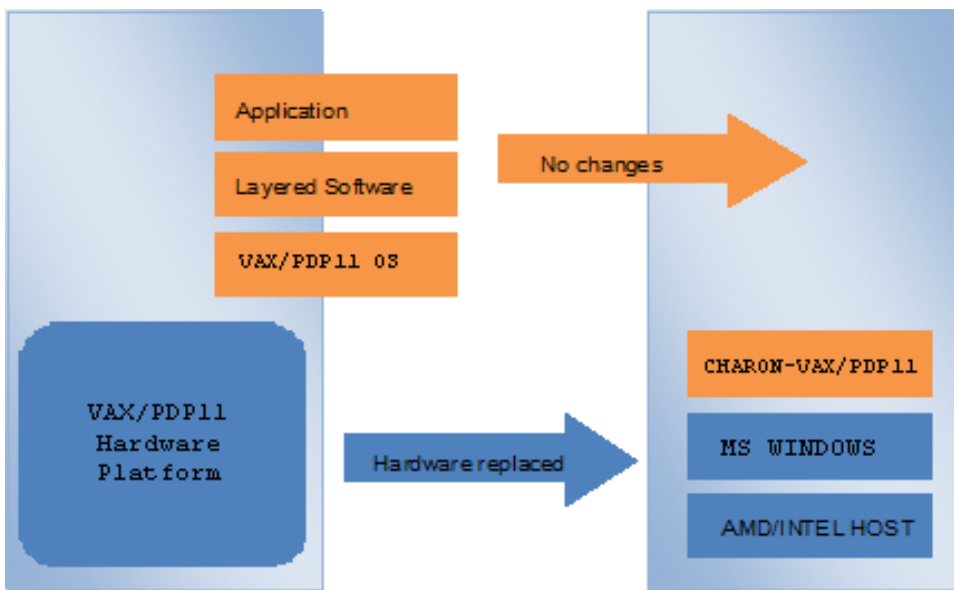 Application
Layered Software
VAX/PDP11 OS
VAX/PDP11
Hardware
Platform
No changes
Hardware replaced
CHARON-VAX/PDP11
MS WINDOWS
AMD/INTEL HOST